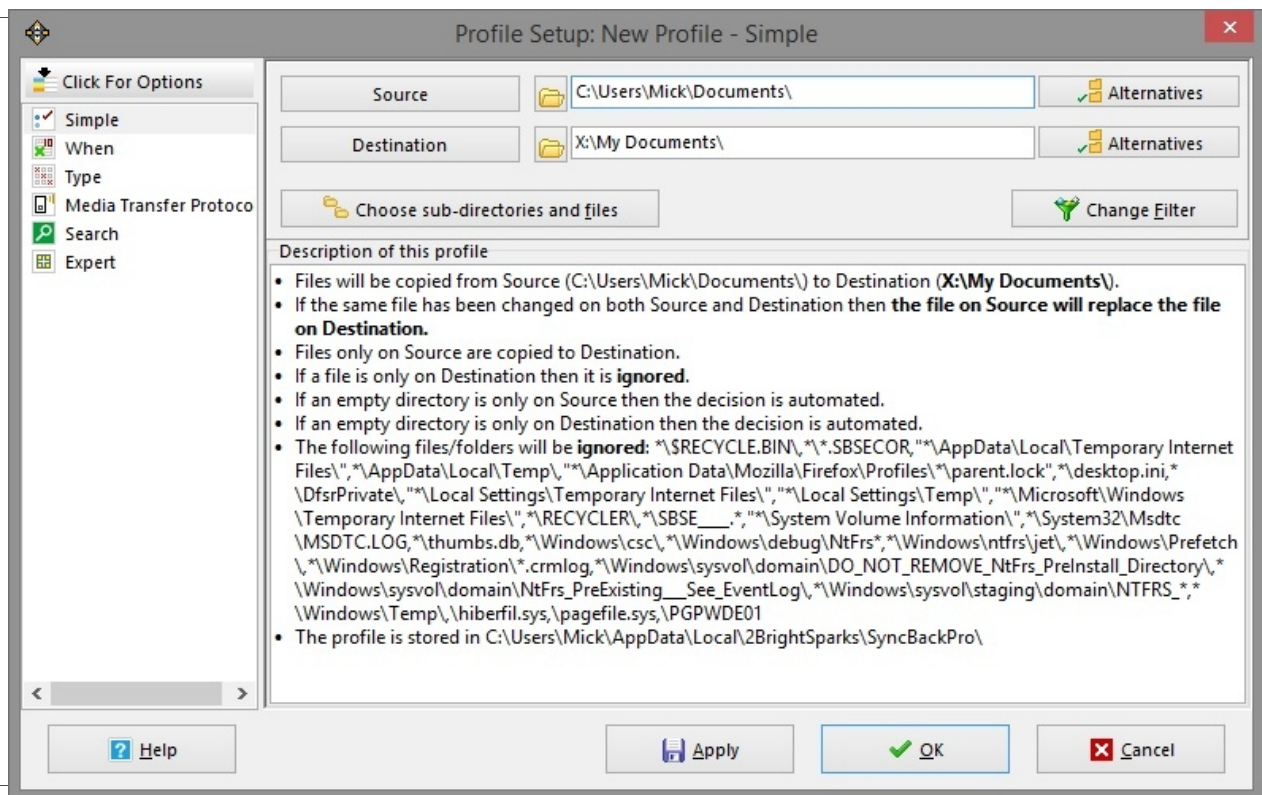 Profile Setup: New Profile - Simple
Click For Options
Simple
When
Type
Media Transfer Protoco
Search
Expert
Source
C:\Users\Mick\Documents\
Alternatives
Destination
X:\My Documents\
Alternatives
Choose sub-directories and files
Change Filter
Description of this profile
• Files will be copied from Source (C:\Users\Mick\Documents\) to Destination (X:\My Documents\).
• If the same file has been changed on both Source and Destination then the file on Source will replace the file
on Destination.
• Files only on Source are copied to Destination.
• If a file is only on Destination then it is ignored.
• If an empty directory is only on Source then the decision is automated.
• If an empty directory is only on Destination then the decision is automated.
• The following files/folders will be ignored: *\$RECYCLE.BIN\,*\*.SBSECOR,"*\AppData\Local\Temporary Internet
Files\",*\AppData\Local\Temp\,"*\Application Data\Mozilla\Firefox\Profiles\*\parent.lock",*\desktop.ini,*
\DfsrPrivate\,"*\Local Settings\Temporary Internet Files\","*\Local Settings\Temp\","*\Microsoft\Windows
\Temporary Internet Files\",*\RECYCLER\,*\SBSE___.*,"*\System Volume Information\",*\System32\Msdtc
\MSDTC.LOG,*\thumbs.db,*\Windows\csc\,*\Windows\debug\NtFrs*,*\Windows\ntfrs\jet\,*\Windows\Prefetch
\,*\Windows\Registration\*.crmlog,*\Windows\sysvol\domain\DO_NOT_REMOVE_NtFrs_PreInstall_Directory\,*
\Windows\sysvol\domain\NtFrs_PreExisting___See_EventLog\,*\Windows\sysvol\staging\domain\NTFRS_*,*
\Windows\Temp\,\hiberfil.sys,\pagefile.sys,\PGPWDE01
• The profile is stored in C:\Users\Mick\AppData\Local\2BrightSparks\SyncBackPro\
Help
Apply
OK
Cancel